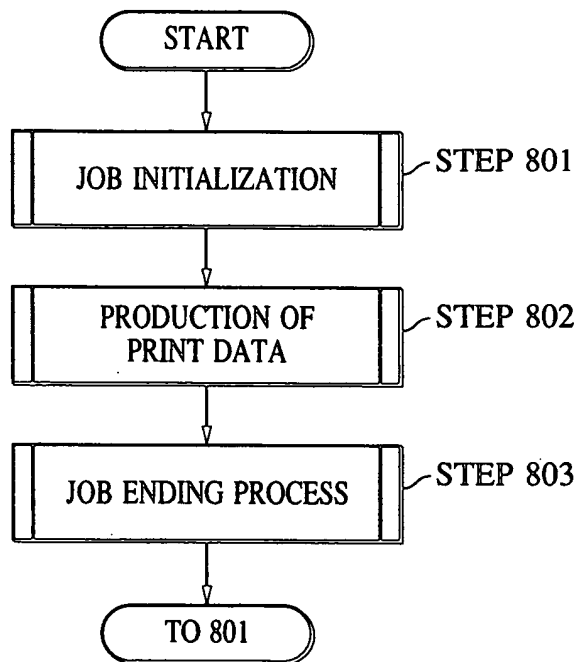 START
JOB INITIALIZATION
STEP 801
PRODUCTION OF
PRINT DATA
STEP 802
JOB ENDING PROCESS
STEP 803
TO 801